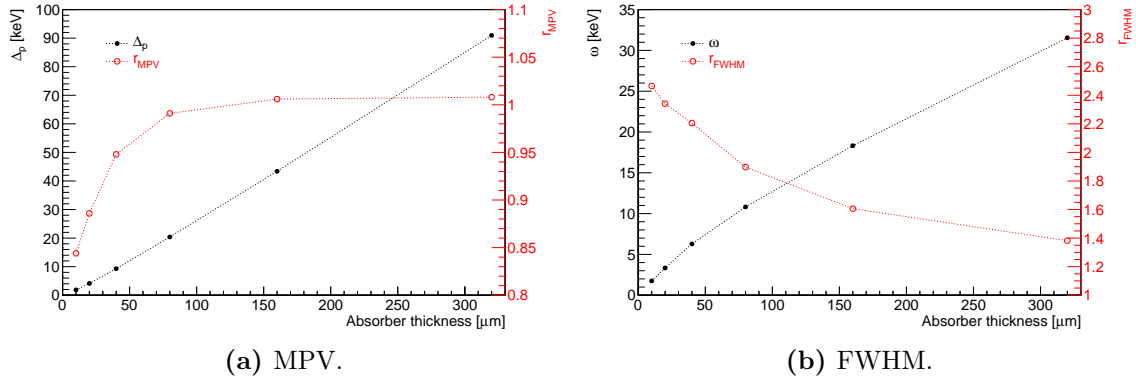 100
90
80
70
60
50
40
30
20
10
0
Δp [keV]
Δp
rMPV
1.1
1.05
1
0.95
0.9
0.85
0.8
rMPV
0 50 100 150 200 250 300
Absorber thickness [μm]
(a) MPV.
35
30
25
20
15
10
5
0
ω [keV]
ω
rFWHM
3
2.8
2.6
2.4
2.2
2
1.8
1.6
1.4
1.2
1
rFWHM
0 50 100 150 200 250 300
Absorber thickness [μm]
(b) FWHM.